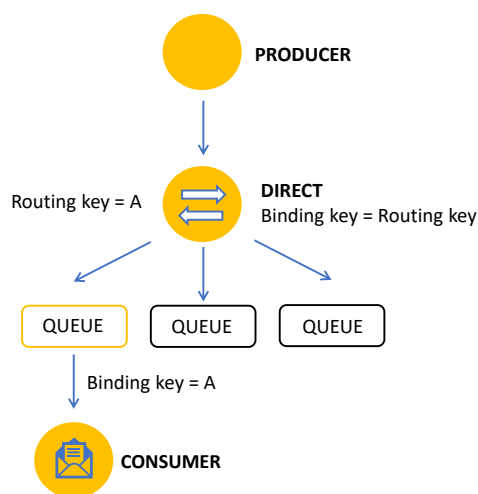 PRODUCER
Routing key = A
DIRECT
Binding key = Routing key
QUEUE
QUEUE
QUEUE
Binding key = A
CONSUMER